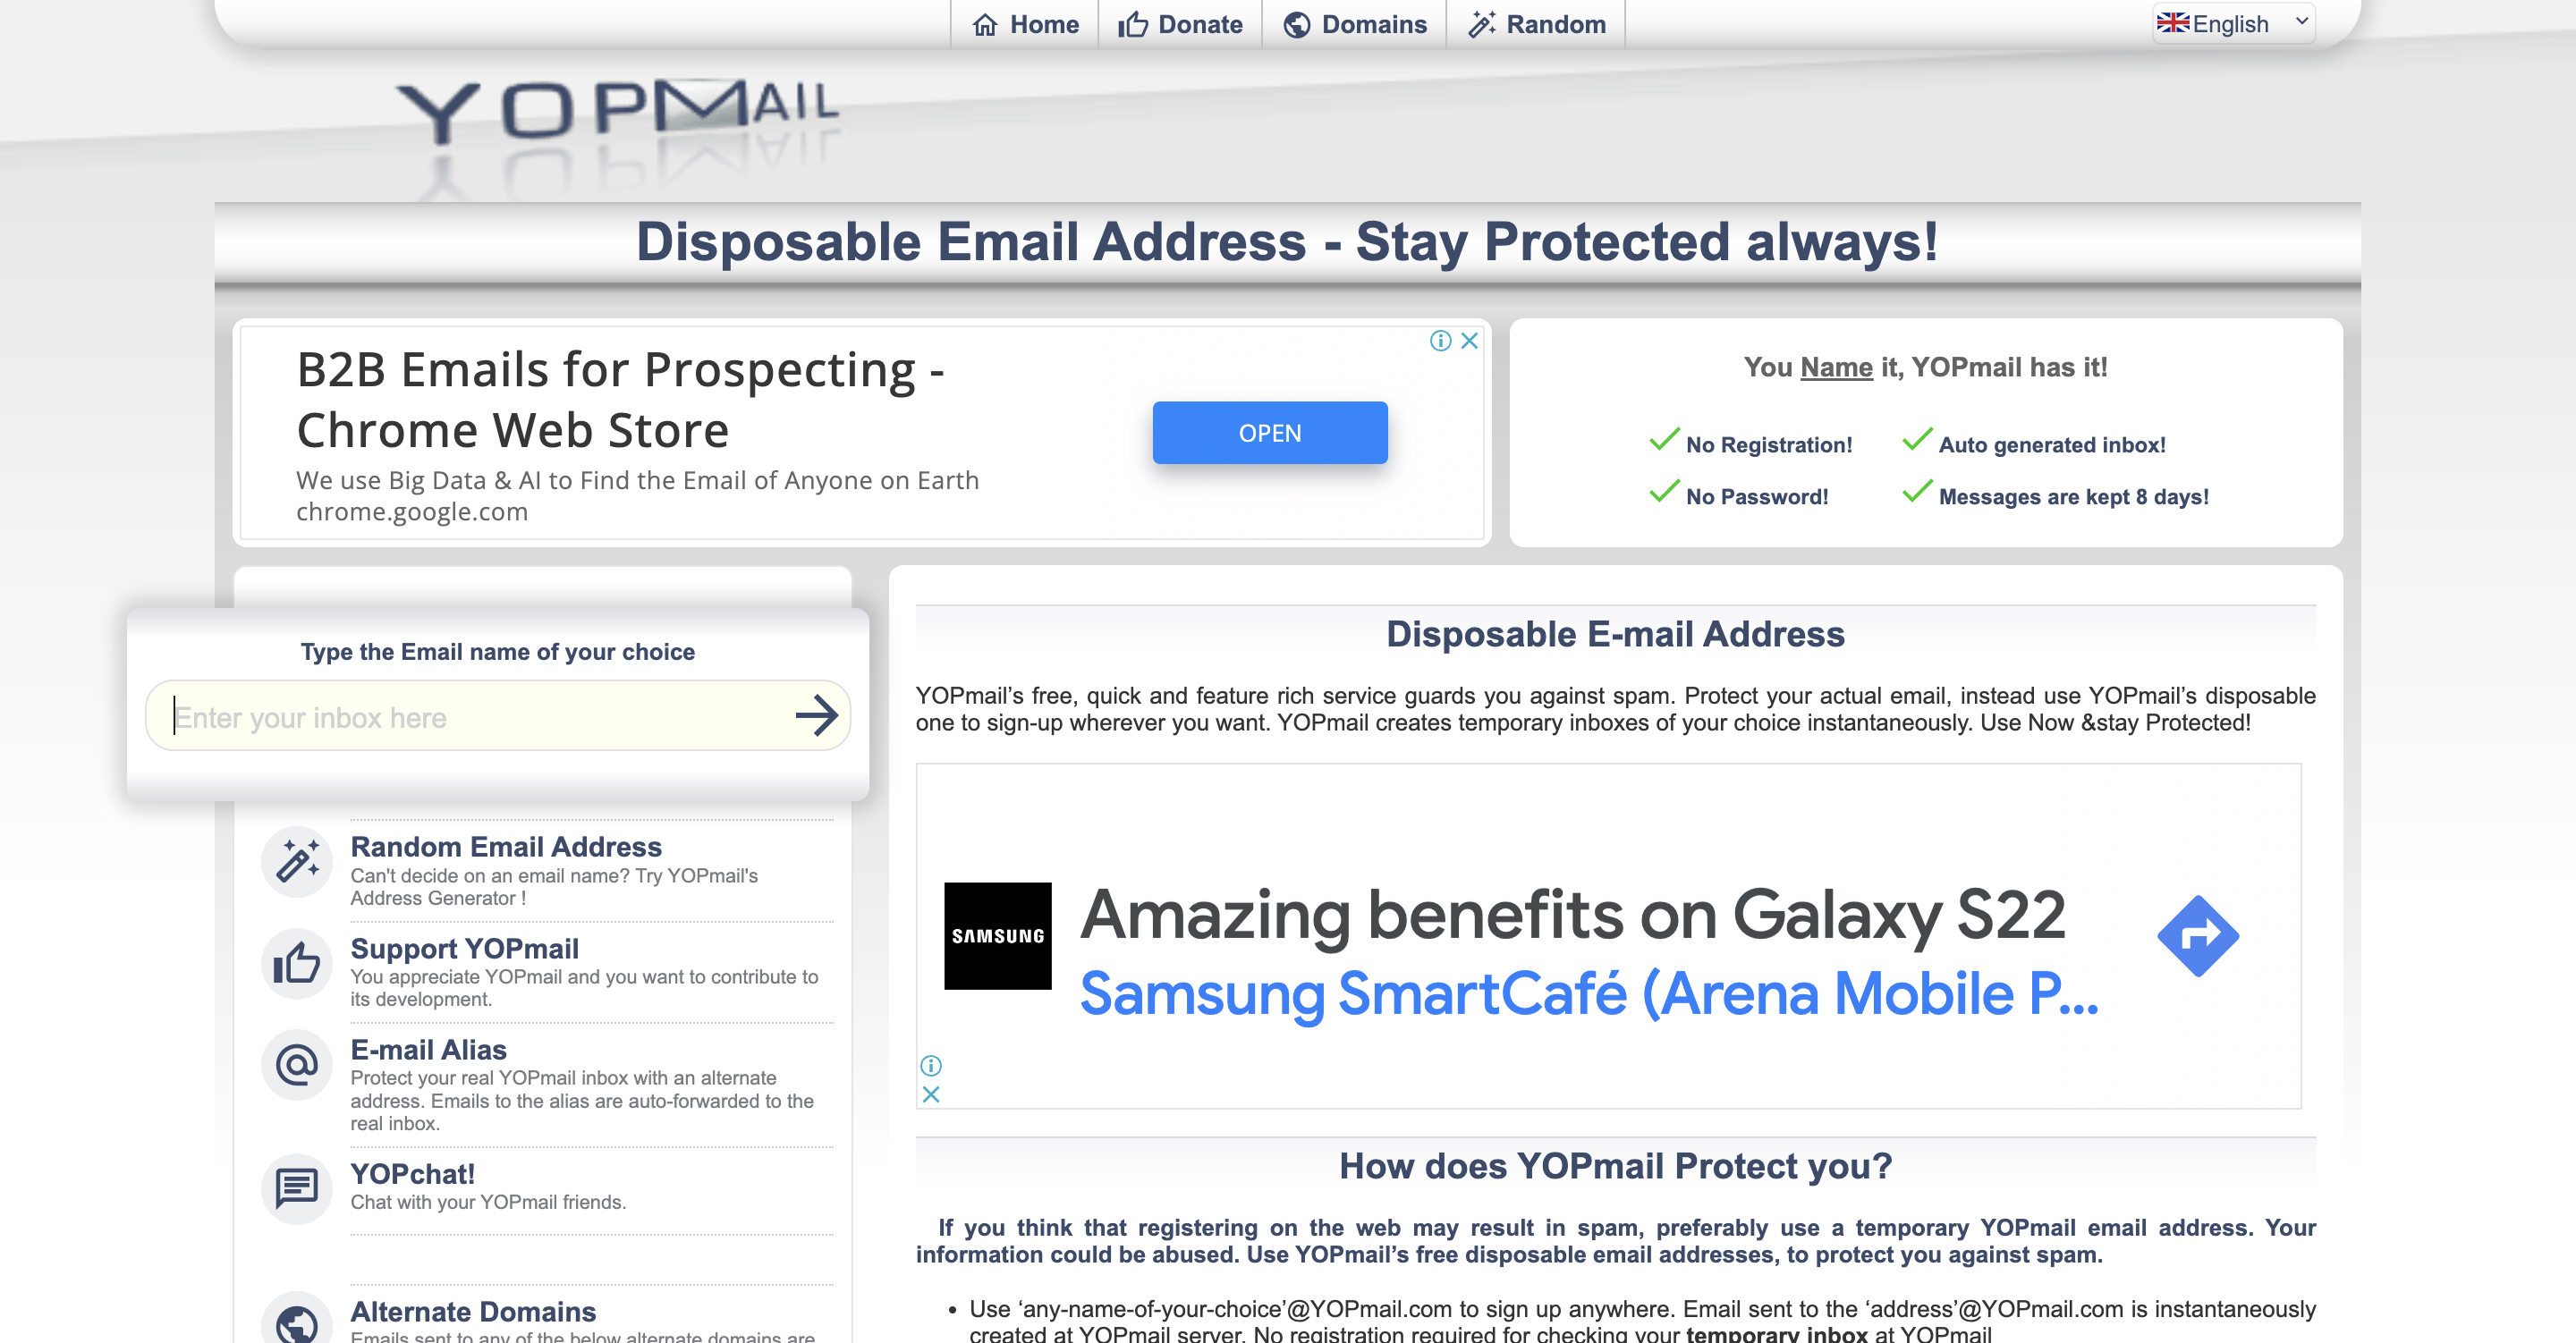 Home
Donate
Domains
Random
English
YOPMAIL
Disposable Email Address - Stay Protected always!
B2B Emails for Prospecting -
Chrome Web Store
We use Big Data & AI to Find the Email of Anyone on Earth
chrome.google.com
OPEN
You Name it, YOPmail has it!
No Registration!
Auto generated inbox!
No Password!
Messages are kept 8 days!
Type the Email name of your choice
Enter your inbox here
Random Email Address
Can't decide on an email name? Try YOPmail's
Address Generator !
Support YOPmail
You appreciate YOPmail and you want to contribute to
its development.
E-mail Alias
Protect your real YOPmail inbox with an alternate
address. Emails to the alias are auto-forwarded to the
real inbox.
YOPchat!
Chat with your YOPmail friends.
Alternate Domains
Emails sent to any of the below alternate domains are
Disposable E-mail Address
YOPmail’s free, quick and feature rich service guards you against spam. Protect your actual email, instead use YOPmail’s disposable
one to sign-up wherever you want. YOPmail creates temporary inboxes of your choice instantaneously. Use Now &stay Protected!
SAMSUNG
Amazing benefits on Galaxy S22
Samsung SmartCafé (Arena Mobile P...
How does YOPmail Protect you?
If you think that registering on the web may result in spam, preferably use a temporary YOPmail email address. Your
information could be abused. Use YOPmail’s free disposable email addresses, to protect you against spam.
• Use ‘any-name-of-your-choice’@YOPmail.com to sign up anywhere. Email sent to the ‘address’@YOPmail.com is instantaneously
created at YOPmail server. No registration required for checking your temporary inbox at YOPmail